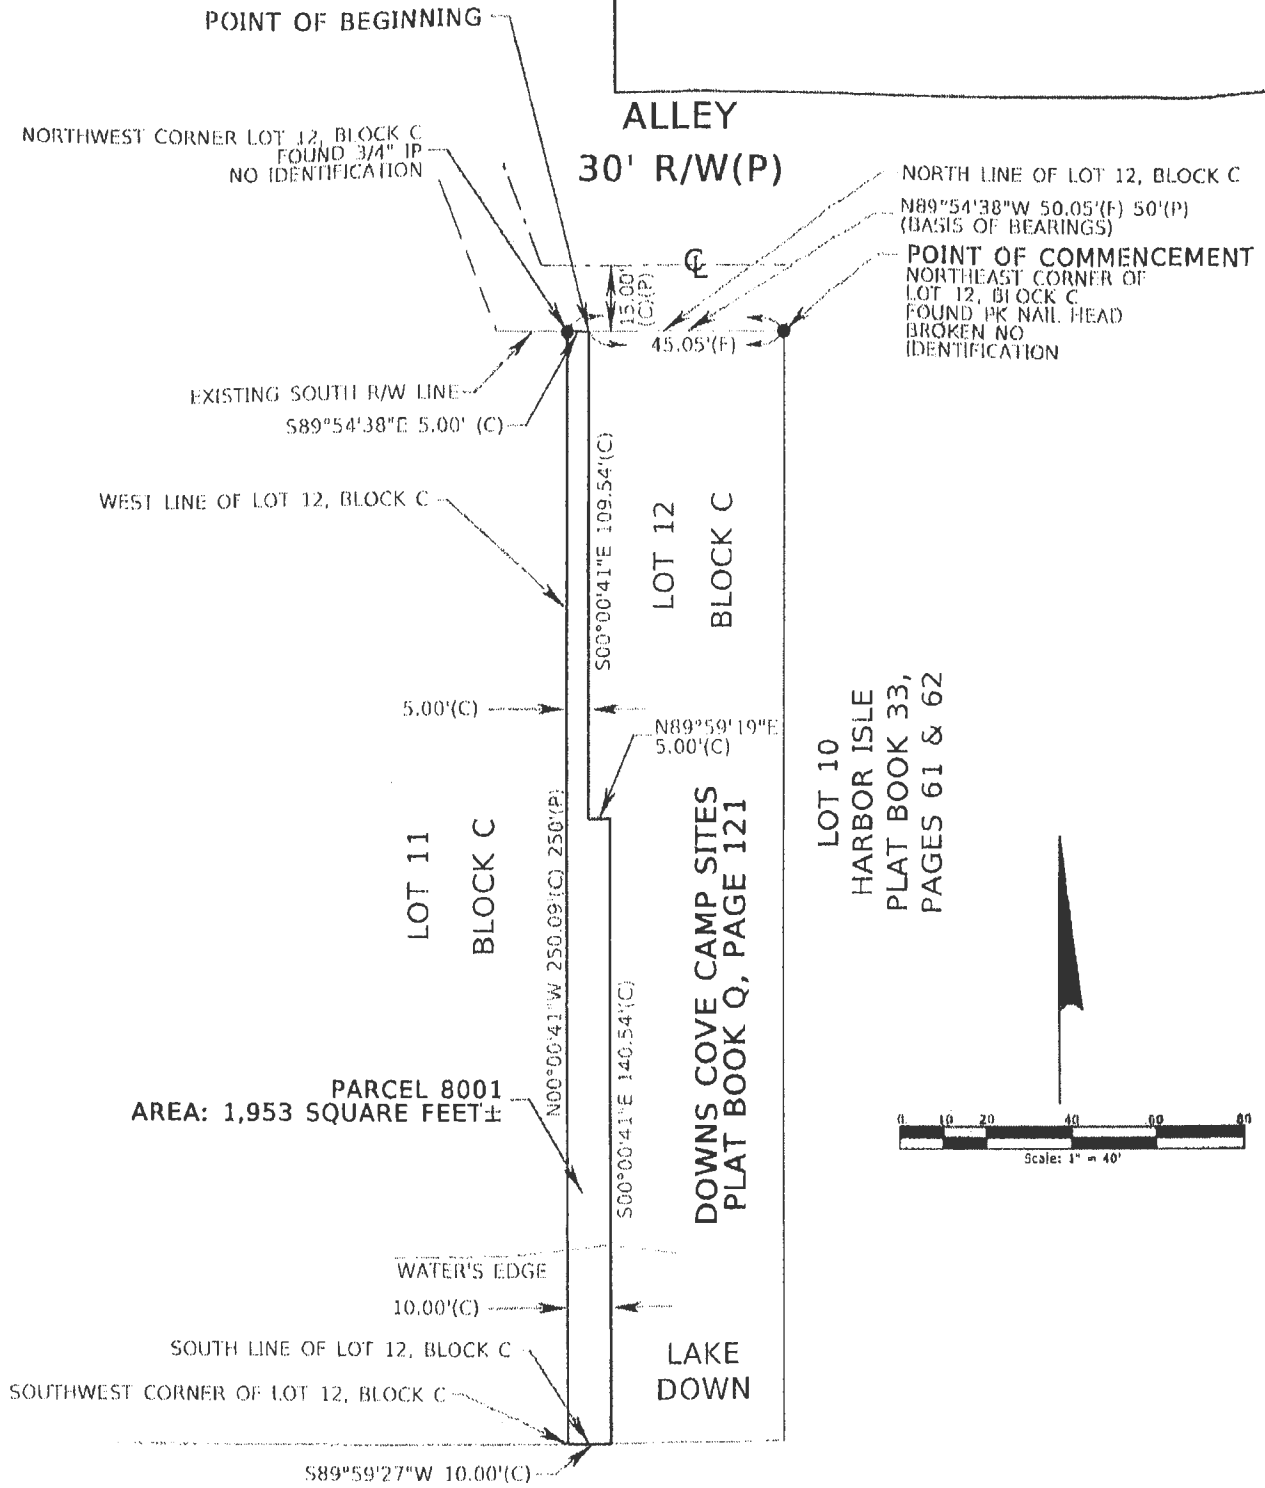 POINT OF BEGINNING
ALLEY
30' R/W(P)
NORTHWEST CORNER LOT 12, BLOCK C
FOUND 3/4" IP
NO IDENTIFICATION
NORTH LINE OF LOT 12, BLOCK C
N89°54'38"W 50.05'(F) 50'(P)
(BASIS OF BEARINGS)
POINT OF COMMENCEMENT
NORTHEAST CORNER OF
LOT 12, BLOCK C
FOUND PK NAIL HEAD
BROKEN NO
IDENTIFICATION
CL
15.00'
(C)(P)
45.05'(F)
EXISTING SOUTH R/W LINE
S89°54'38"E 5.00' (C)
WEST LINE OF LOT 12, BLOCK C
S00°00'41"E 109.54'(C)
LOT 12
BLOCK C
5.00'(C)
N89°59'19"E
5.00'(C)
LOT 10
HARBOR ISLE
PLAT BOOK 33,
PAGES 61 & 62
LOT 11
BLOCK C
N00°00'41"W 250.09'(C) 250'(P)
DOWNS COVE CAMP SITES
PLAT BOOK Q, PAGE 121
S00°00'41"E 140.54'(C)
PARCEL 8001
AREA: 1,953 SQUARE FEET±
0 10 20 40 60 80
Scale: 1" = 40'
WATER'S EDGE
10.00'(C)
SOUTH LINE OF LOT 12, BLOCK C
LAKE
DOWN
SOUTHWEST CORNER OF LOT 12, BLOCK C
S89°59'27"W 10.00'(C)